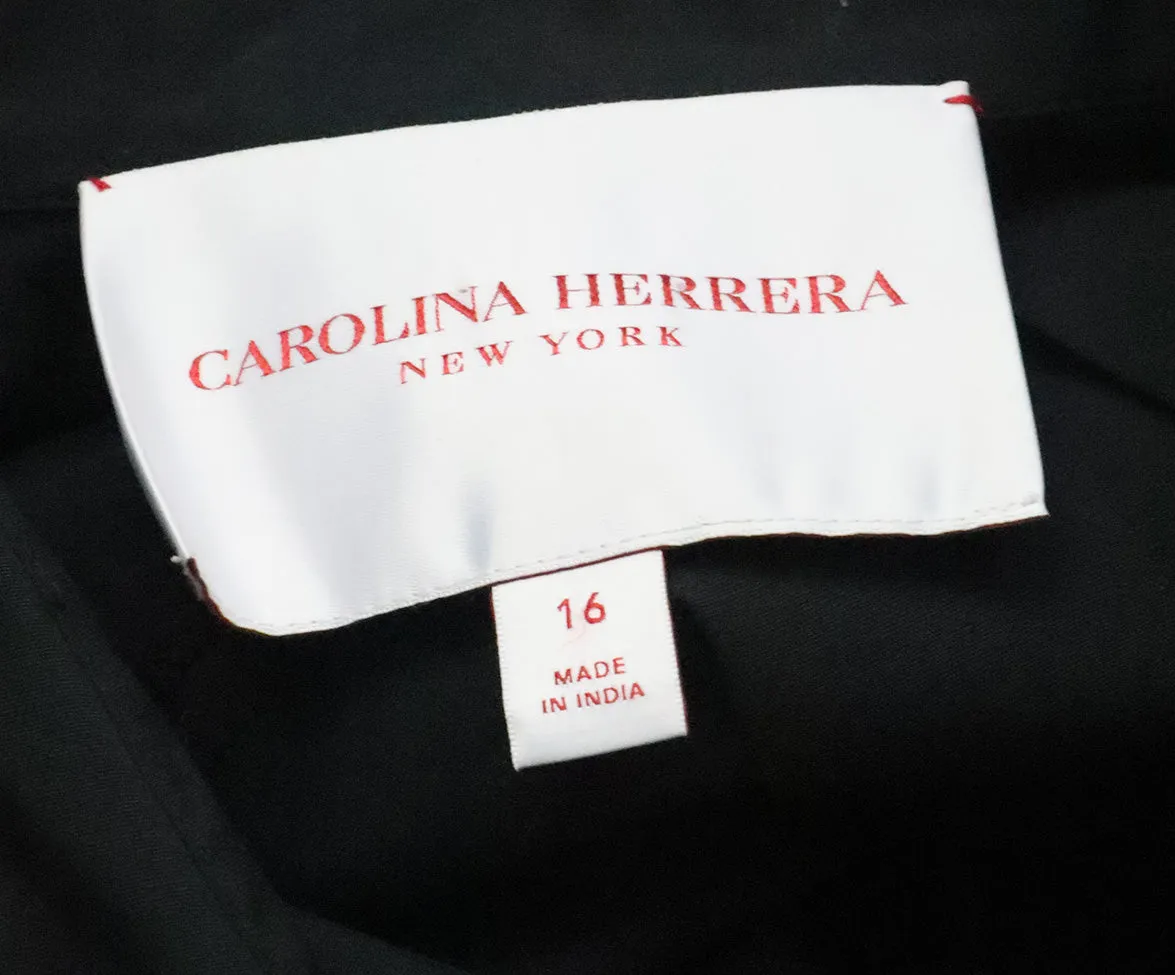 CAROLINA HERRERA
NEW YORK
16
MADE
IN INDIA